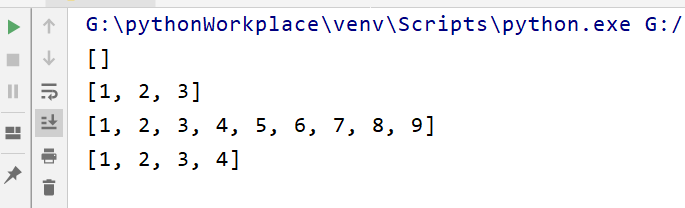 G:\pythonWorkplace\venv\Scripts\python.exe G:/
[]
[1, 2, 3]
[1, 2, 3, 4, 5, 6, 7, 8, 9]
[1, 2, 3, 4]